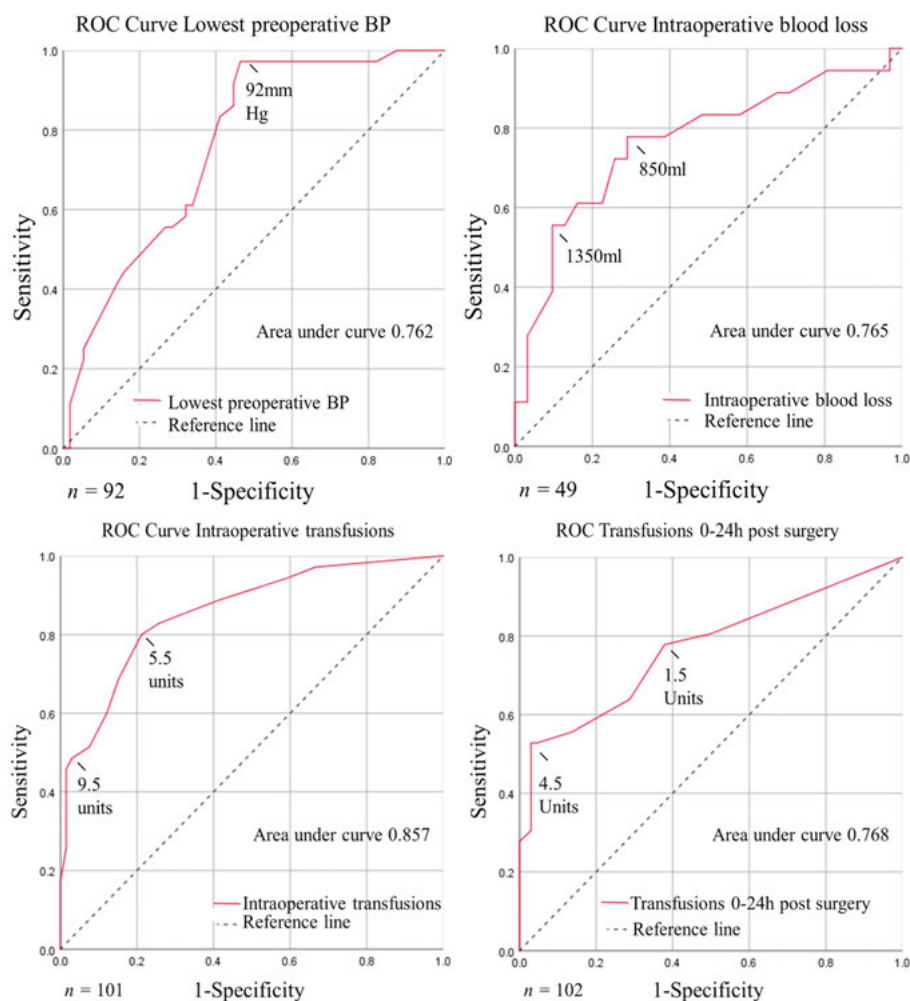 ROC Curve Lowest preoperative BP
1.0
0.8
0.6
0.4
0.2
0.0
Sensitivity
92mm
Hg
Area under curve 0.762
Lowest preoperative BP
Reference line
0.0 0.2 0.4 0.6 0.8 1.0
n = 92 1-Specificity
ROC Curve Intraoperative blood loss
1.0
0.8
0.6
0.4
0.2
0.0
Sensitivity
850ml
1350ml
Area under curve 0.765
Intraoperative blood loss
Reference line
0.0 0.2 0.4 0.6 0.8 1.0
n = 49 1-Specificity
ROC Curve Intraoperative transfusions
1.0
0.8
0.6
0.4
0.2
0.0
Sensitivity
5.5
units
9.5
units
Area under curve 0.857
Intraoperative transfusions
Reference line
0.0 0.2 0.4 0.6 0.8 1.0
n = 101 1-Specificity
ROC Transfusions 0-24h post surgery
1.0
0.8
0.6
0.4
0.2
0.0
Sensitivity
1.5
Units
4.5
Units
Area under curve 0.768
Transfusions 0-24h post surgery
Reference line
0.0 0.2 0.4 0.6 0.8 1.0
n = 102 1-Specificity